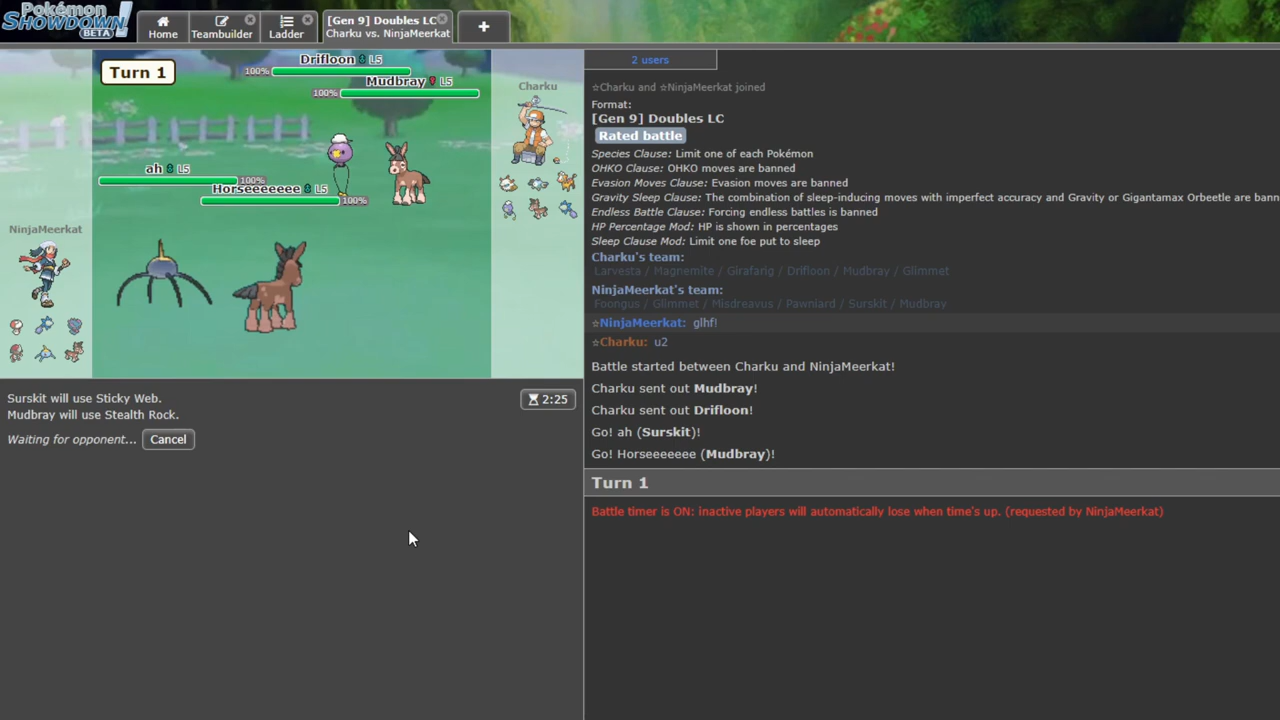 Pokémon
SHOWDOWN!
BETA
Home
Teambuilder
Ladder
[Gen 9] Doubles LC
Charku vs. NinjaMeerkat
+
Turn 1
Drifloon L5
100%
Mudbray L5
100%
ah L5
100%
Horseeeeeee L5
100%
Charku
NinjaMeerkat
Surskit will use Sticky Web.
Mudbray will use Stealth Rock.
Waiting for opponent... Cancel
2:25
2 users
☆Charku and ☆NinjaMeerkat joined
Format:
[Gen 9] Doubles LC
Rated battle
Species Clause: Limit one of each Pokémon
OHKO Clause: OHKO moves are banned
Evasion Moves Clause: Evasion moves are banned
Gravity Sleep Clause: The combination of sleep-inducing moves with imperfect accuracy and Gravity or Gigantamax Orbeetle are bann
Endless Battle Clause: Forcing endless battles is banned
HP Percentage Mod: HP is shown in percentages
Sleep Clause Mod: Limit one foe put to sleep
Charku's team:
Larvesta / Magnemite / Girafarig / Drifloon / Mudbray / Glimmet
NinjaMeerkat's team:
Foongus / Glimmet / Misdreavus / Pawniard / Surskit / Mudbray
☆NinjaMeerkat: glhf!
☆Charku: u2
Battle started between Charku and NinjaMeerkat!
Charku sent out Mudbray!
Charku sent out Drifloon!
Go! ah (Surskit)!
Go! Horseeeeeee (Mudbray)!
Turn 1
Battle timer is ON: inactive players will automatically lose when time's up. (requested by NinjaMeerkat)